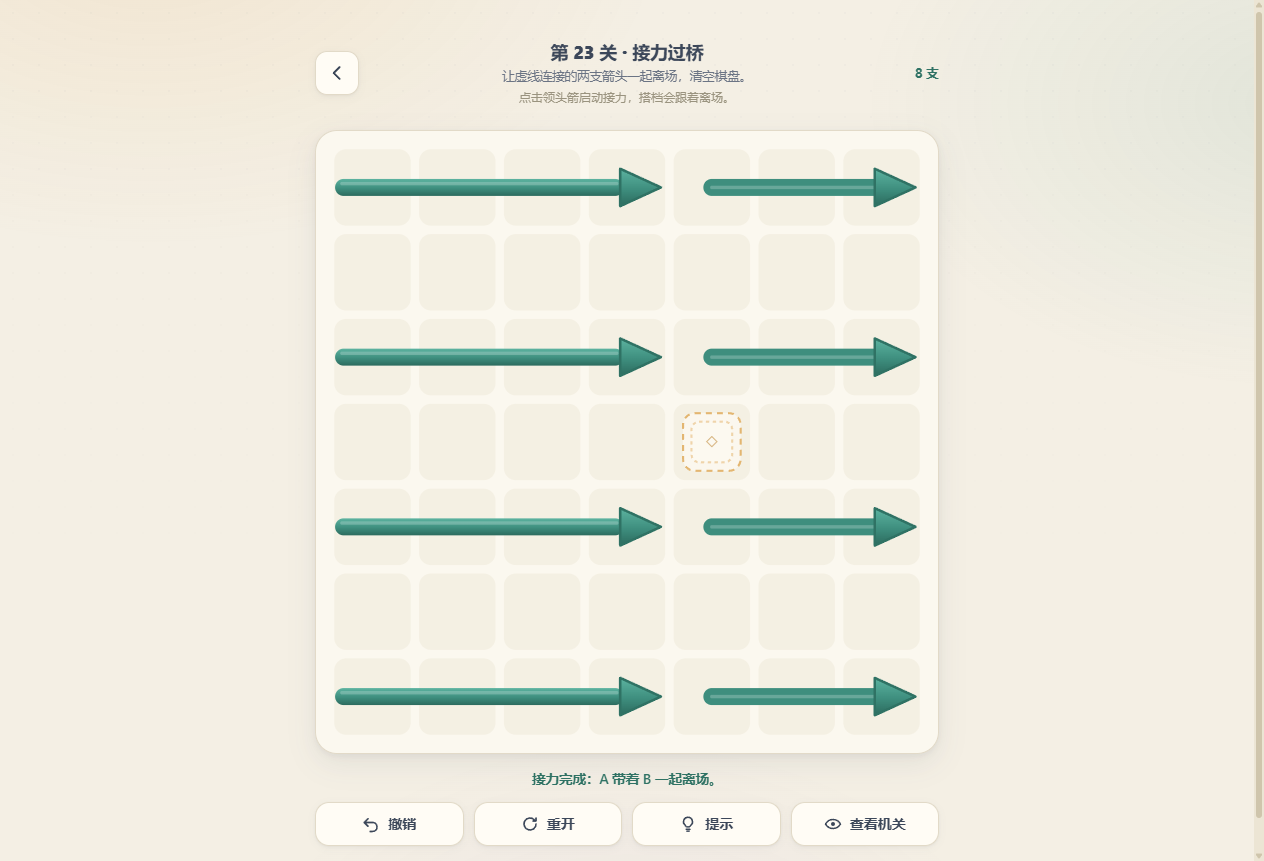 第 23 关 · 接力过桥
让虚线连接的两支箭头一起离场，清空棋盘。
8 支
点击领头箭启动接力，搭档会跟着离场。
接力完成：A 带着 B 一起离场。
撤销
重开
提示
查看机关